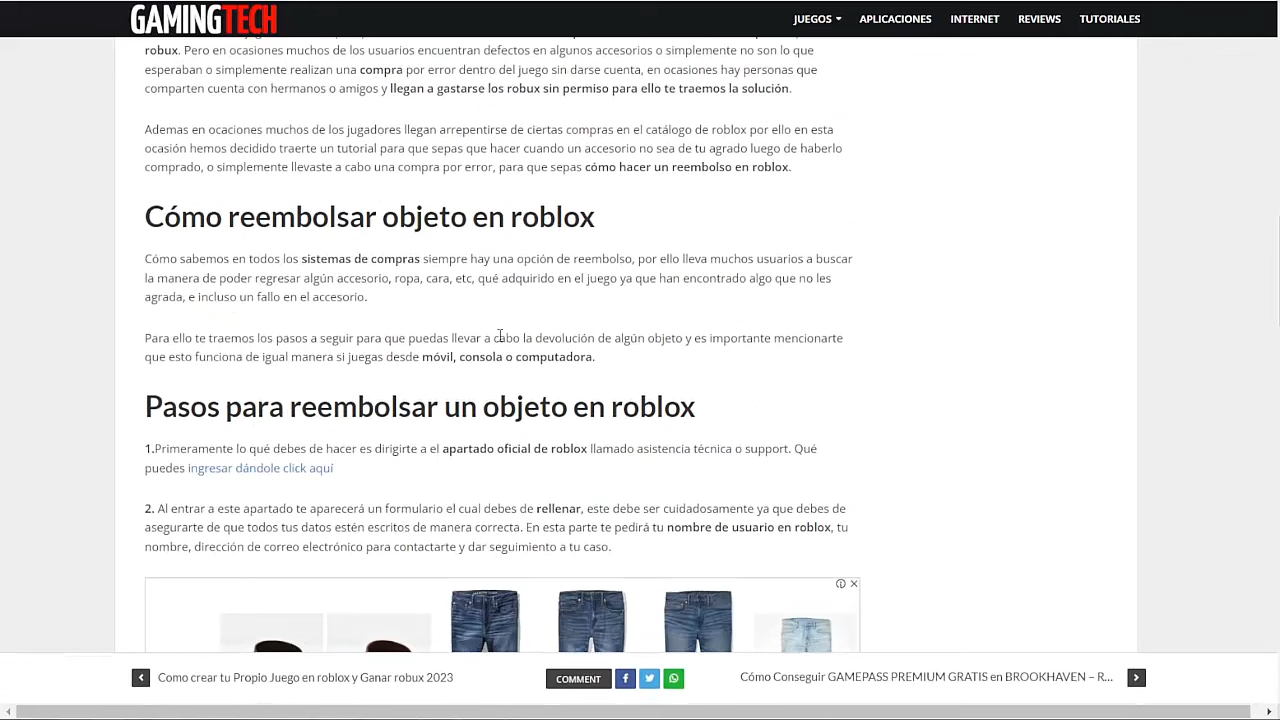 GAMINGTECH
JUEGOS APLICACIONES INTERNET REVIEWS TUTORIALES
robux. Pero en ocasiones muchos de los usuarios encuentran defectos en algunos accesorios o simplemente no son lo que
esperaban o simplemente realizan una compra por error dentro del juego sin darse cuenta, en ocasiones hay personas que
comparten cuenta con hermanos o amigos y llegan a gastarse los robux sin permiso para ello te traemos la solución.
Ademas en ocaciones muchos de los jugadores llegan arrepentirse de ciertas compras en el catálogo de roblox por ello en esta
ocasión hemos decidido traerte un tutorial para que sepas que hacer cuando un accesorio no sea de tu agrado luego de haberlo
comprado, o simplemente llevaste a cabo una compra por error, para que sepas cómo hacer un reembolso en roblox.
Cómo reembolsar objeto en roblox
Cómo sabemos en todos los sistemas de compras siempre hay una opción de reembolso, por ello lleva muchos usuarios a buscar
la manera de poder regresar algún accesorio, ropa, cara, etc, qué adquirido en el juego ya que han encontrado algo que no les
agrada, e incluso un fallo en el accesorio.
Para ello te traemos los pasos a seguir para que puedas llevar a cabo la devolución de algún objeto y es importante mencionarte
que esto funciona de igual manera si juegas desde móvil, consola o computadora.
Pasos para reembolsar un objeto en roblox
1.Primeramente lo qué debes de hacer es dirigirte a el apartado oficial de roblox llamado asistencia técnica o support. Qué
puedes ingresar dándole click aquí
2. Al entrar a este apartado te aparecerá un formulario el cual debes de rellenar, este debe ser cuidadosamente ya que debes de
asegurarte de que todos tus datos estén escritos de manera correcta. En esta parte te pedirá tu nombre de usuario en roblox, tu
nombre, dirección de correo electrónico para contactarte y dar seguimiento a tu caso.
Como crear tu Propio Juego en roblox y Ganar robux 2023
COMMENT
Cómo Conseguir GAMEPASS PREMIUM GRATIS en BROOKHAVEN – R...